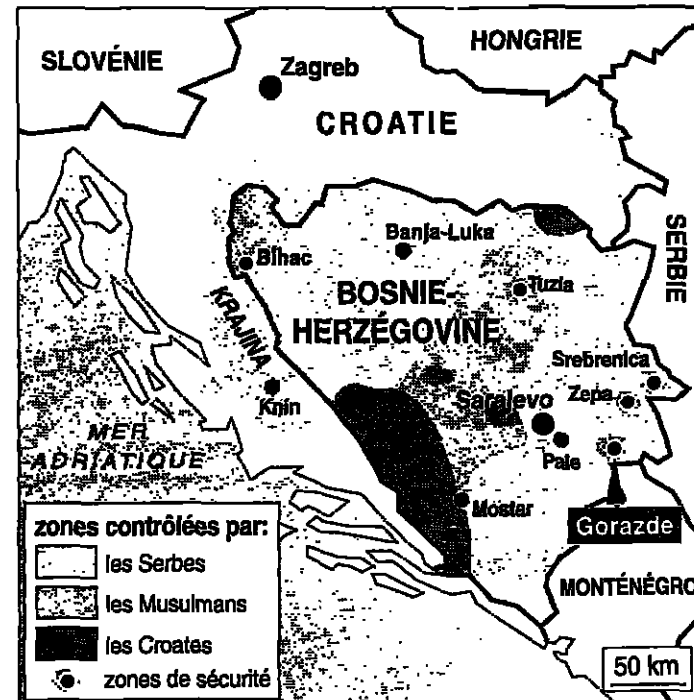 SLOVÉNIE
HONGRIE
Zagreb
CROATIE
SERBIE
Banja-Luka
Bihac
Tuzla
BOSNIE-
HERZÉGOVINE
KRAJINA
Srebrenica
Zepa
Sarajevo
Knin
Pale
MER
ADRIATIQUE
Mostar
Gorazde
MONTÉNÉGRO
zones contrôlées par:
les Serbes
les Musulmans
les Croates
zones de sécurité
50 km